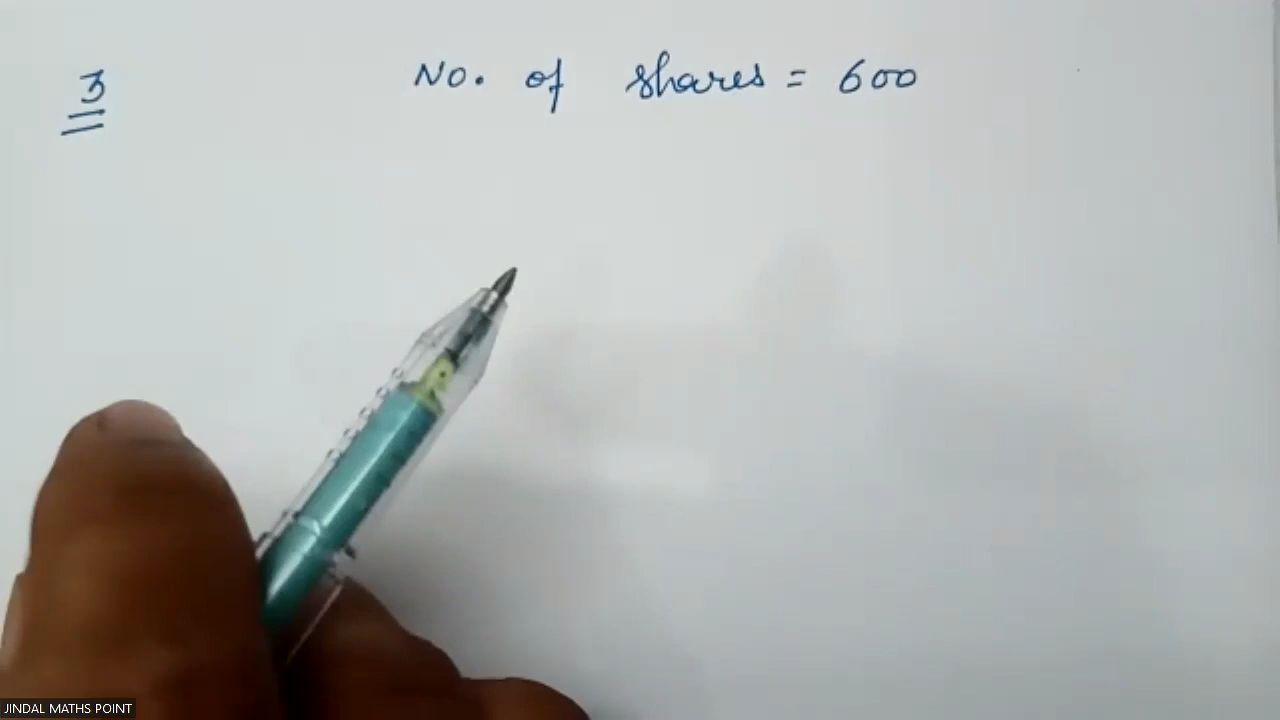 3 No. of shares = 600
JINDAL MATHS POINT